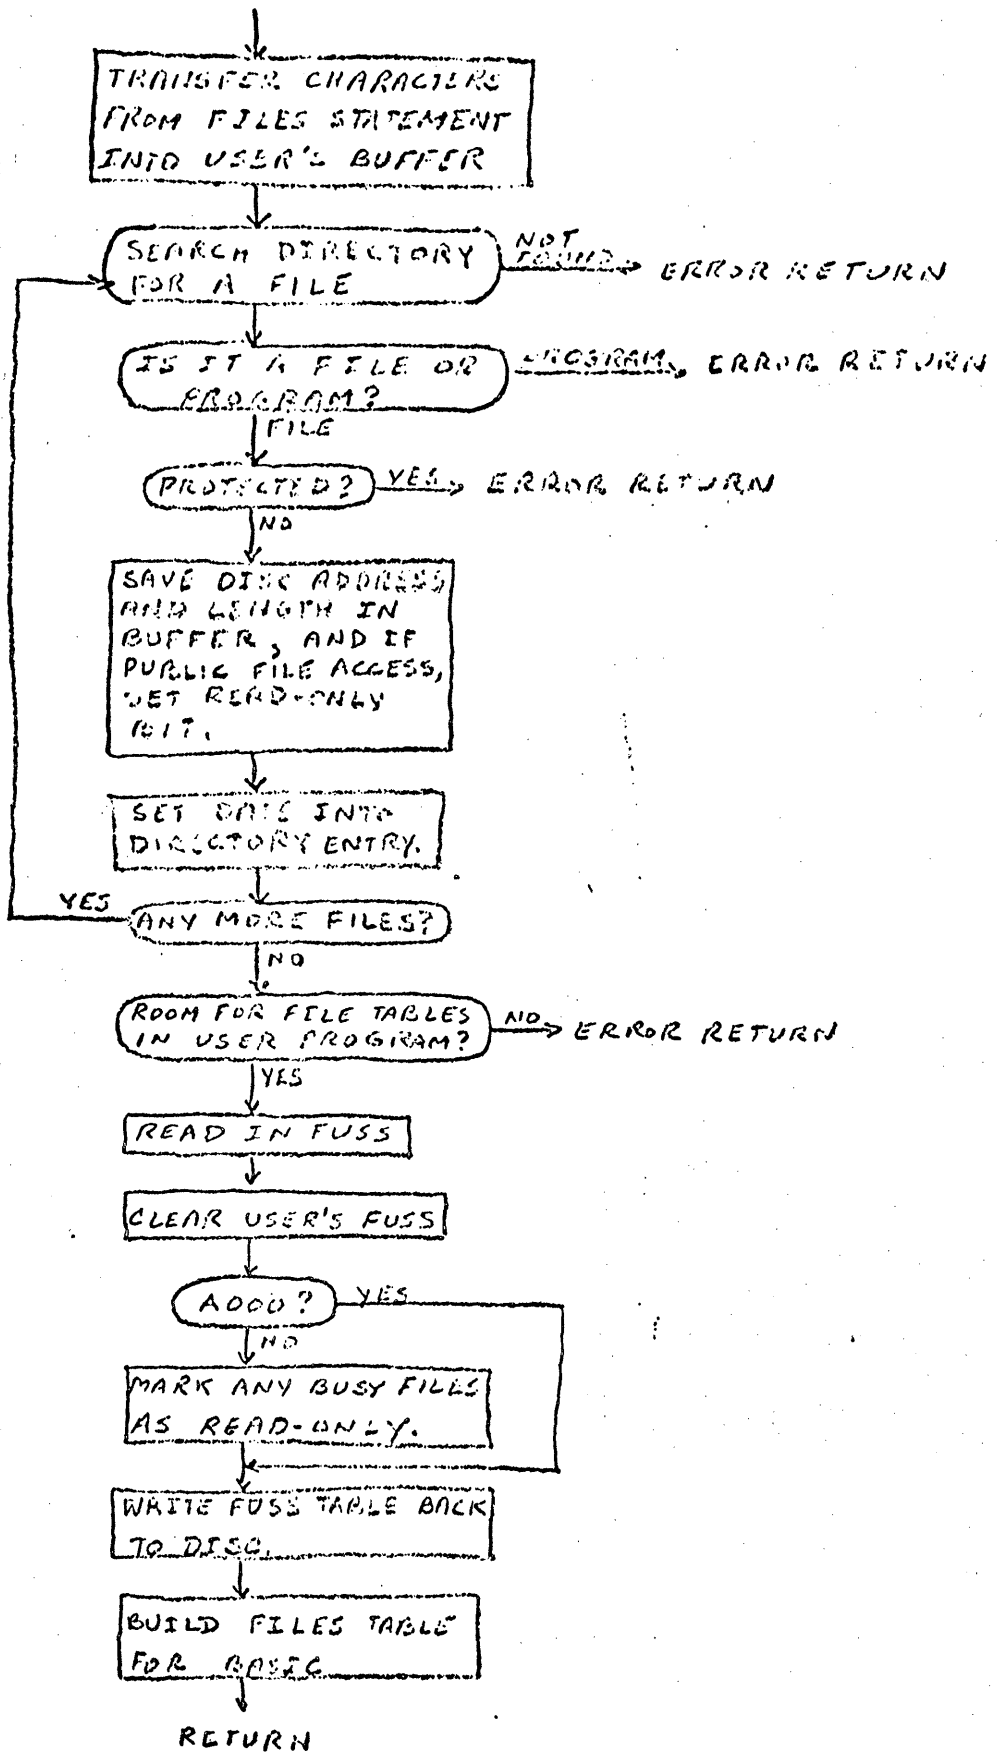 TRANSFER CHARACTERS
FROM FILES STATEMENT
INTO USER'S BUFFER
SEARCH DIRECTORY
FOR A FILE
NOT
FOUND
ERROR RETURN
IS IT A FILE OR
PROGRAM?
PROGRAM
ERROR RETURN
FILE
PROTECTED?
YES
ERROR RETURN
NO
SAVE DISC ADDRESS
AND LENGTH IN
BUFFER, AND IF
PUBLIC FILE ACCESS,
SET READ-ONLY
BIT.
SET DATE INTO
DIRECTORY ENTRY.
YES
ANY MORE FILES?
NO
ROOM FOR FILE TABLES
IN USER PROGRAM?
NO
ERROR RETURN
YES
READ IN FUSS
CLEAR USER'S FUSS
A000?
YES
NO
MARK ANY BUSY FILES
AS READ-ONLY.
WRITE FUSS TABLE BACK
TO DISC.
BUILD FILES TABLE
FOR BASIC
RETURN